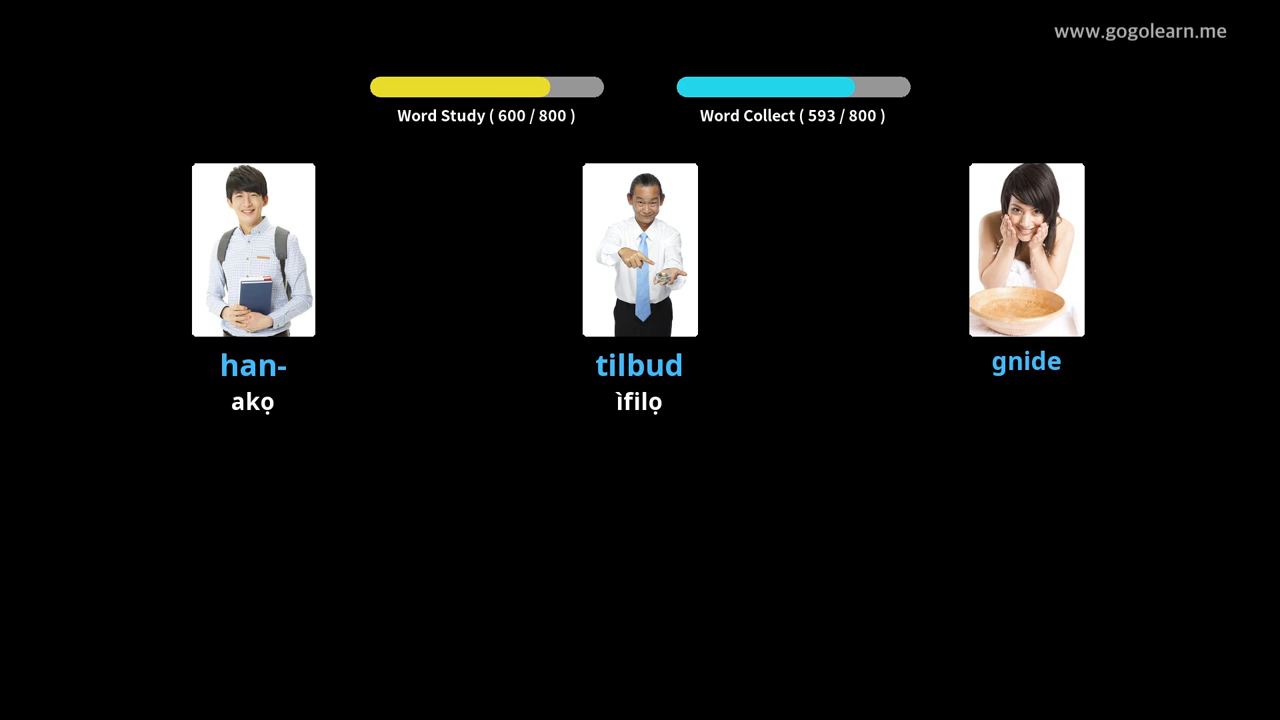 www.gogolearn.me
Word Study ( 600 / 800 )
Word Collect ( 593 / 800 )
han-
akọ
tilbud
ìfilọ
gnide